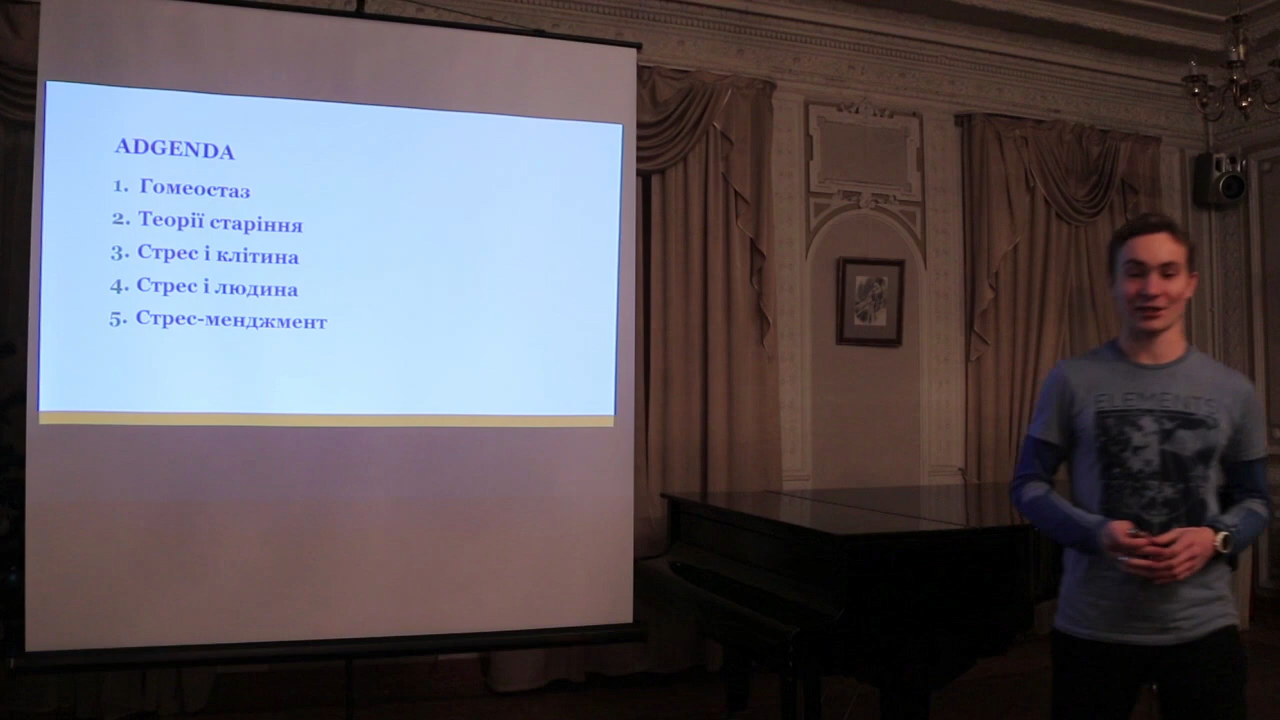 ADGENDA
1. Гомеостаз
2. Теорії старіння
3. Стрес і клітина
4. Стрес і людина
5. Стрес-менджмент
ELEMENTS